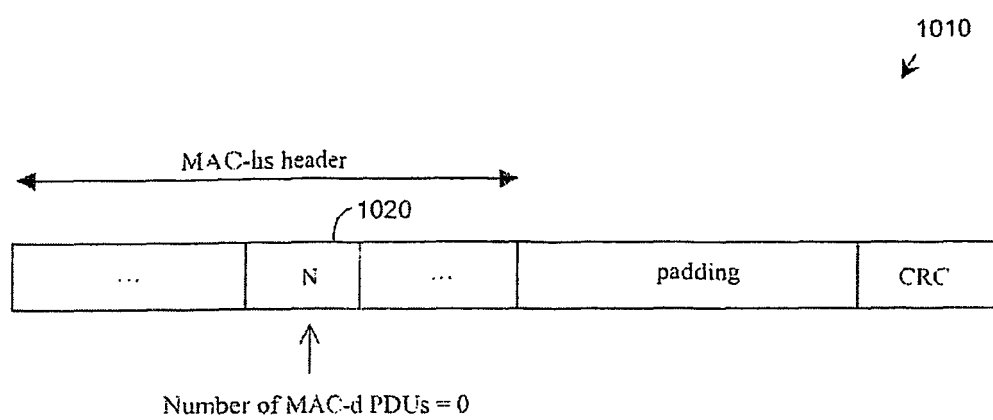 1010
MAC-hs header
1020
... N ... padding CRC
Number of MAC-d PDUs = 0